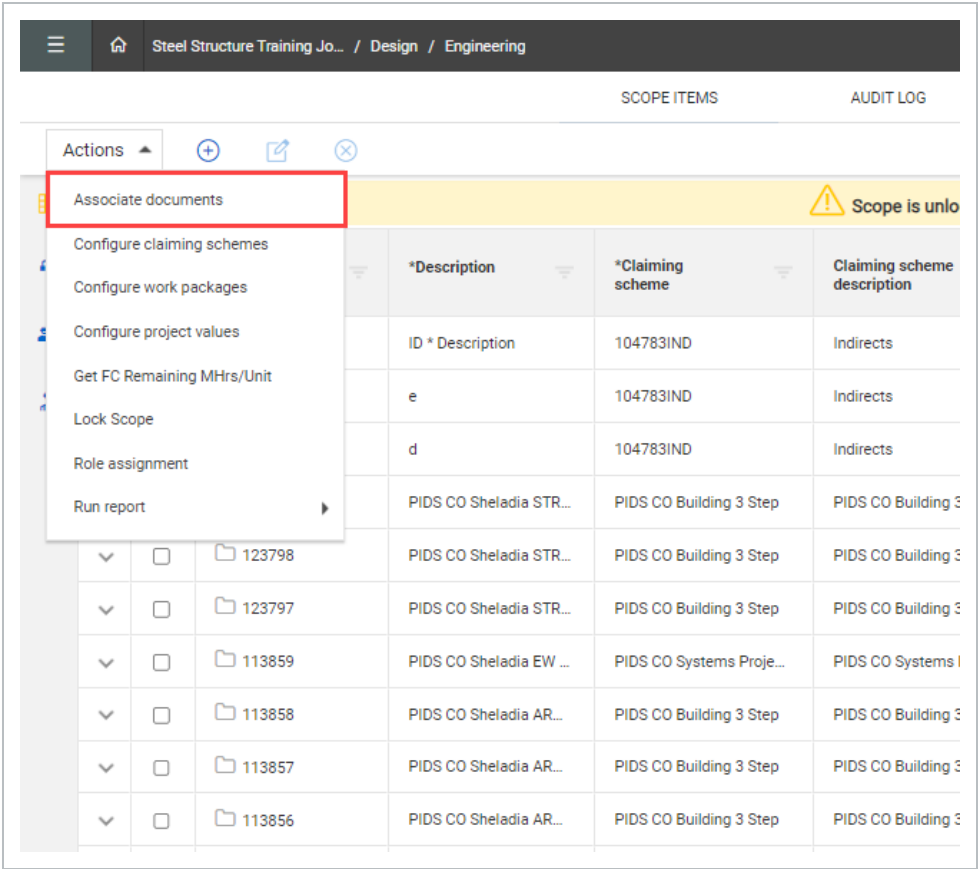 Steel Structure Training Jo... / Design / Engineering
SCOPE ITEMS AUDIT LOG
Actions
Associate documents
Configure claiming schemes
Configure work packages
Configure project values
Get FC Remaining MHrs/Unit
Lock Scope
Role assignment
Run report
Scope is unlo
*Description *Claiming scheme Claiming scheme description
ID * Description 104783IND Indirects
e 104783IND Indirects
d 104783IND Indirects
PIDS CO Sheladia STR... PIDS CO Building 3 Step PIDS CO Building 3
123798 PIDS CO Sheladia STR... PIDS CO Building 3 Step PIDS CO Building 3
123797 PIDS CO Sheladia STR... PIDS CO Building 3 Step PIDS CO Building 3
113859 PIDS CO Sheladia EW ... PIDS CO Systems Proje... PIDS CO Systems
113858 PIDS CO Sheladia AR... PIDS CO Building 3 Step PIDS CO Building 3
113857 PIDS CO Sheladia AR... PIDS CO Building 3 Step PIDS CO Building 3
113856 PIDS CO Sheladia AR... PIDS CO Building 3 Step PIDS CO Building 3